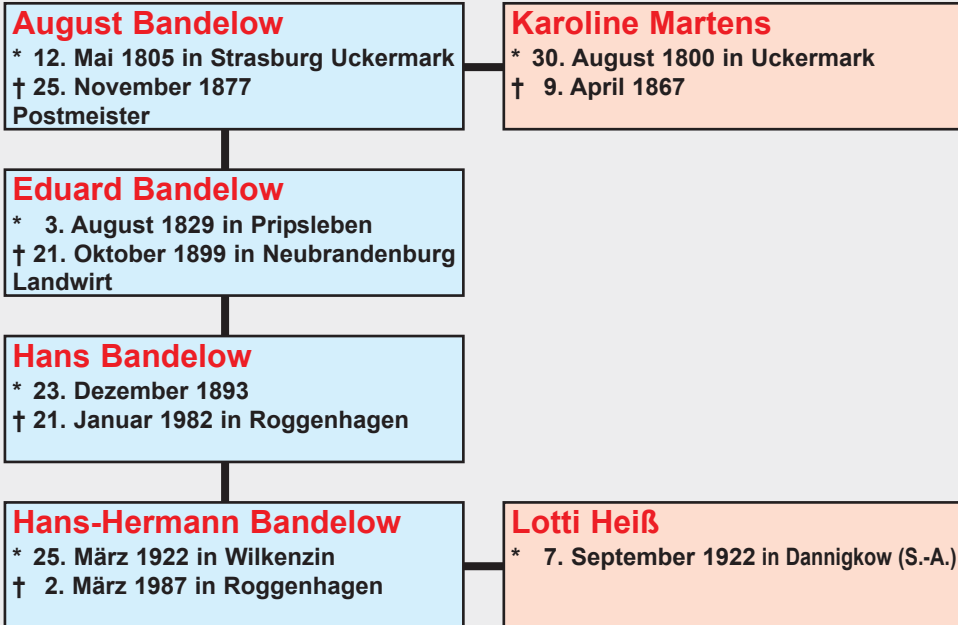 August Bandelow
* 12. Mai 1805 in Strasburg Uckermark
† 25. November 1877
Postmeister
Karoline Martens
* 30. August 1800 in Uckermark
† 9. April 1867
Eduard Bandelow
* 3. August 1829 in Pripsleben
† 21. Oktober 1899 in Neubrandenburg
Landwirt
Hans Bandelow
* 23. Dezember 1893
† 21. Januar 1982 in Roggenhagen
Hans-Hermann Bandelow
* 25. März 1922 in Wilkenzin
† 2. März 1987 in Roggenhagen
Lotti Heiß
* 7. September 1922 in Dannigkow (S.-A.)